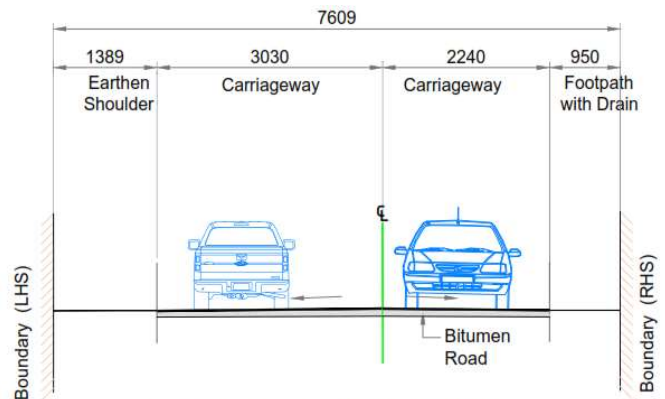 7609
1389
3030
2240
950
Earthen
Shoulder
Carriageway
Carriageway
Footpath
with Drain
℄
Boundary (LHS)
Boundary (RHS)
Bitumen
Road